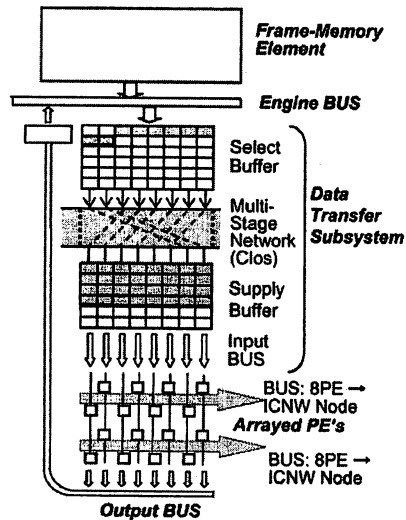 Frame-Memory
Element
Engine BUS
Select
Buffer
Multi-
Stage
Network
(Clos)
Data
Transfer
Subsystem
Supply
Buffer
Input
BUS
BUS: 8PE →
ICNW Node
Arrayed PE's
BUS: 8PE →
ICNW Node
Output BUS